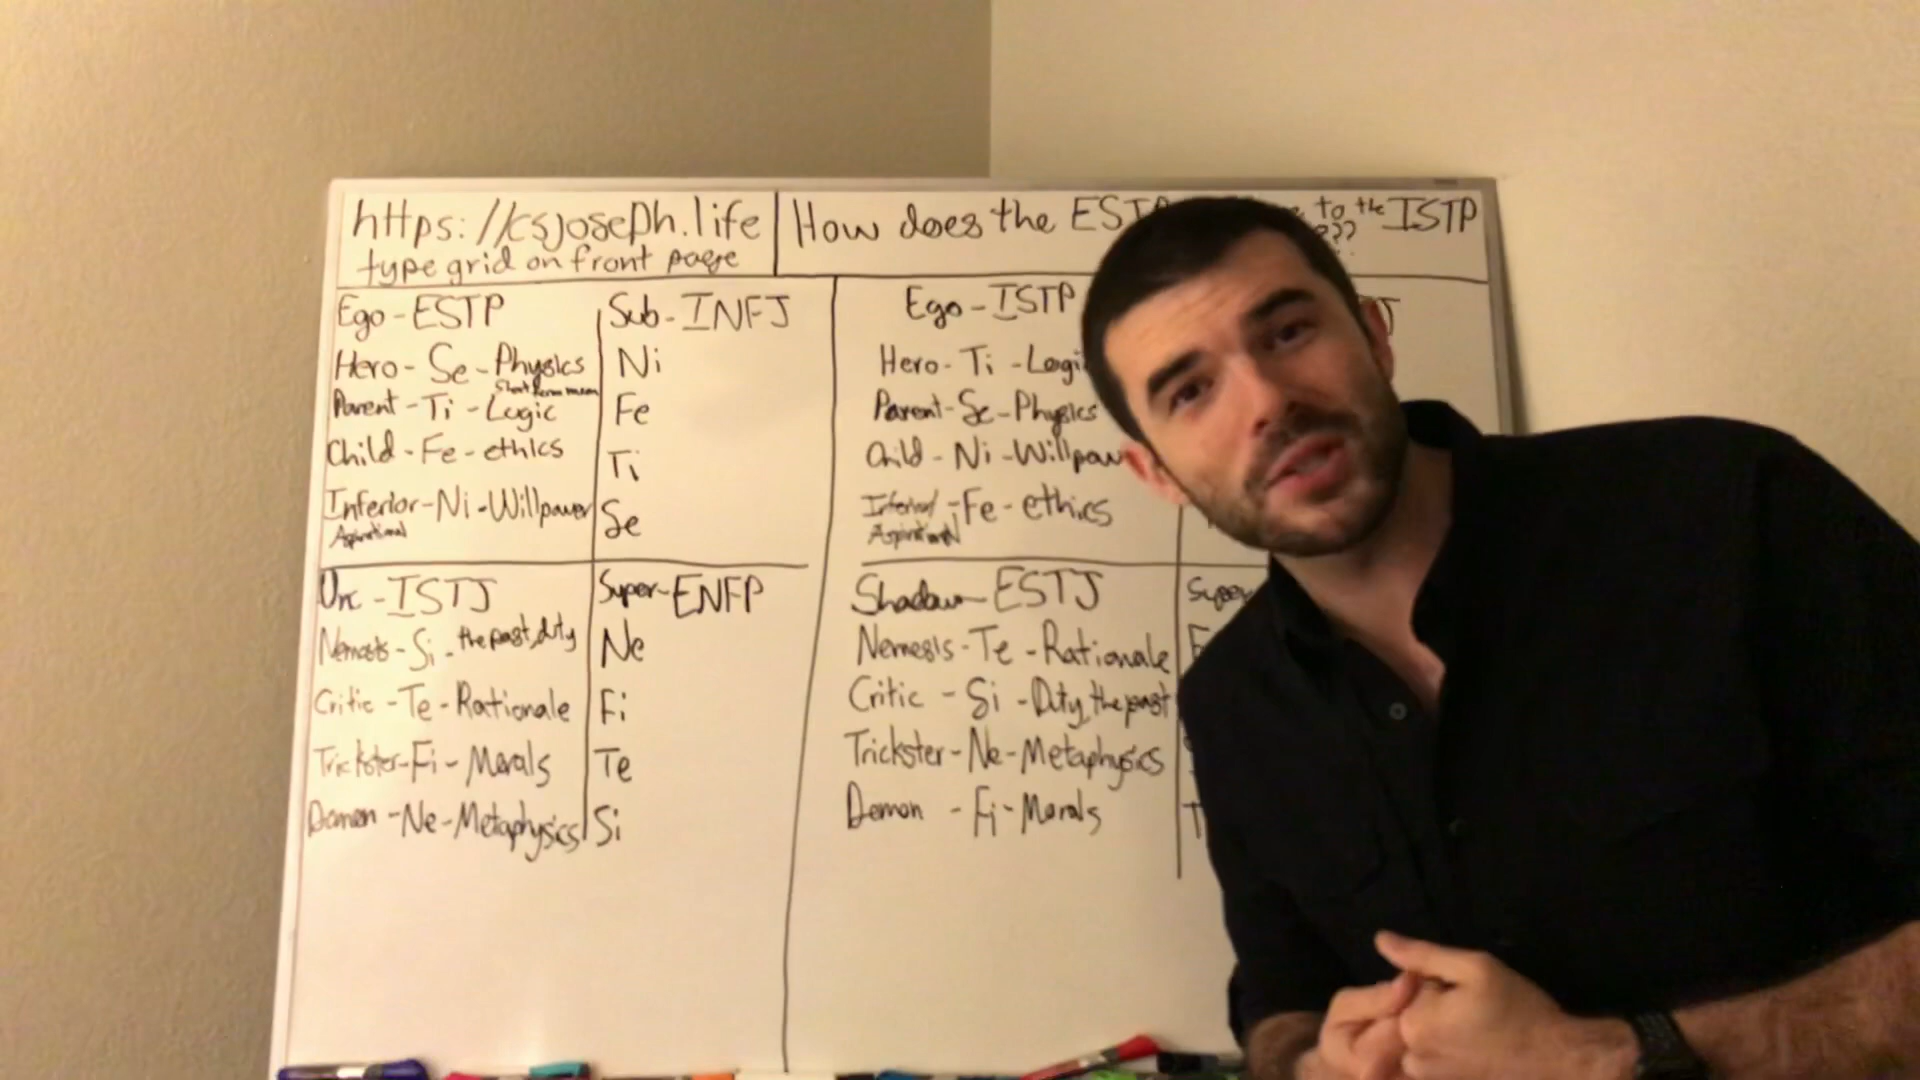 https://csjoseph.life
type grid on front page
How does the EST to the ISTP
Ego - ESTP
Hero - Se - Physics
Parent - Ti - Logic
Child - Fe - ethics
Inferior - Ni - Willpower
Aspirational
Sub - INFJ
Ni
Fe
Ti
Se
Unc - ISTJ
Nemesis - Si - the past, duty
Critic - Te - Rationale
Trickster - Fi - Morals
Demon - Ne - Metaphysics
Super - ENFP
Ne
Fi
Te
Si
Ego - ISTP
Hero - Ti - Logi
Parent - Se - Physics
Child - Ni - Willpow
Inferior - Fe - ethics
Aspirational
Shadow - ESTJ
Nemesis - Te - Rationale
Critic - Si - Duty, the past
Trickster - Ne - Metaphysics
Demon - Fi - Morals
Super